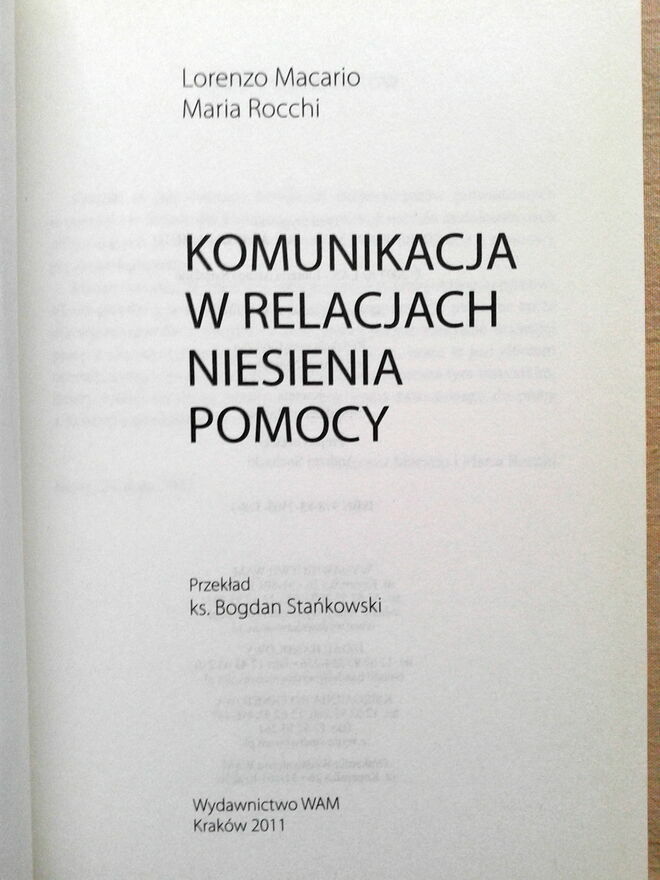 Lorenzo Macario
Maria Rocchi
KOMUNIKACJA
W RELACJACH
NIESIENIA
POMOCY
Przekład
ks. Bogdan Stańkowski
Wydawnictwo WAM
Kraków 2011